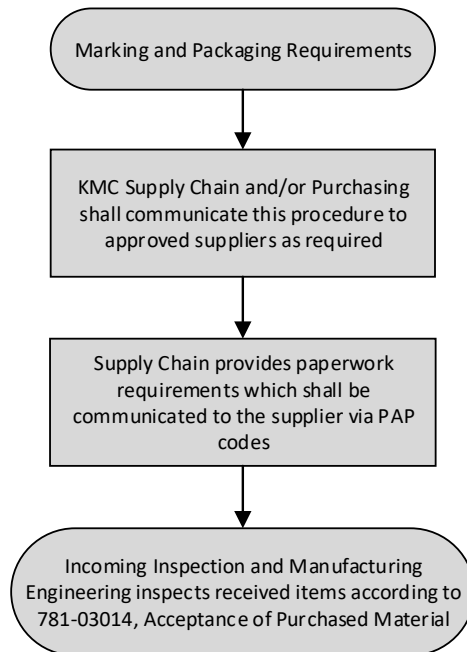 Marking and Packaging Requirements
KMC Supply Chain and/or Purchasing
shall communicate this procedure to
approved suppliers as required
Supply Chain provides paperwork
requirements which shall be
communicated to the supplier via PAP
codes
Incoming Inspection and Manufacturing
Engineering inspects received items according to
781-03014, Acceptance of Purchased Material